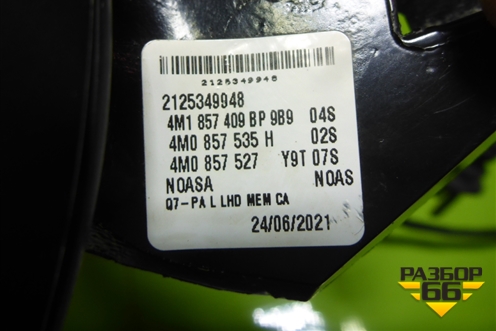 2125349948
2125349948
4M1 857 409 BP 9B9 04S
4M0 857 535 H 02S
4M0 857 527 Y9T 07S
NOASA NOAS
Q7-PA L LHD MEM CA
24/06/2021
РАЗБОР
66